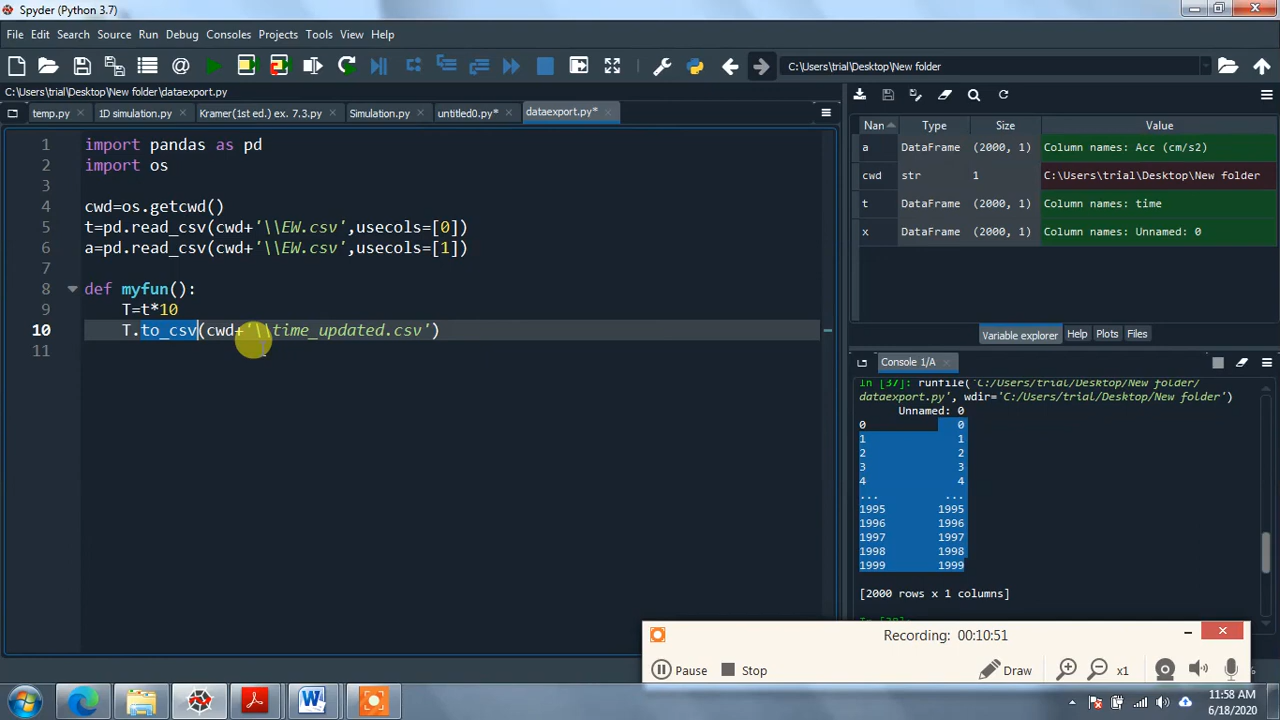 Spyder (Python 3.7)
File Edit Search Source Run Debug Consoles Projects Tools View Help
C:\Users\trial\Desktop\New folder
C:\Users\trial\Desktop\New folder\dataexport.py
temp.py 1D simulation.py Kramer(1st ed.) ex. 7.3.py Simulation.py untitled0.py* dataexport.py*
1 import pandas as pd
2 import os
3
4 cwd=os.getcwd()
5 t=pd.read_csv(cwd+'\\EW.csv',usecols=[0])
6 a=pd.read_csv(cwd+'\\EW.csv',usecols=[1])
7
8 def myfun():
9 T=t*10
10 T.to_csv(cwd+'\\time_updated.csv')
11
Nan Type Size Value
a DataFrame (2000, 1) Column names: Acc (cm/s2)
cwd str 1 C:\Users\trial\Desktop\New folder
t DataFrame (2000, 1) Column names: time
x DataFrame (2000, 1) Column names: Unnamed: 0
Variable explorer Help Plots Files
Console 1/A
In [37]: runfile('C:/Users/trial/Desktop/New folder/
dataexport.py', wdir='C:/Users/trial/Desktop/New folder')
Unnamed: 0
0 0
1 1
2 2
3 3
4 4
... ...
1995 1995
1996 1996
1997 1997
1998 1998
1999 1999
[2000 rows x 1 columns]
Recording: 00:10:51
Pause Stop Draw x1
11:58 AM
6/18/2020